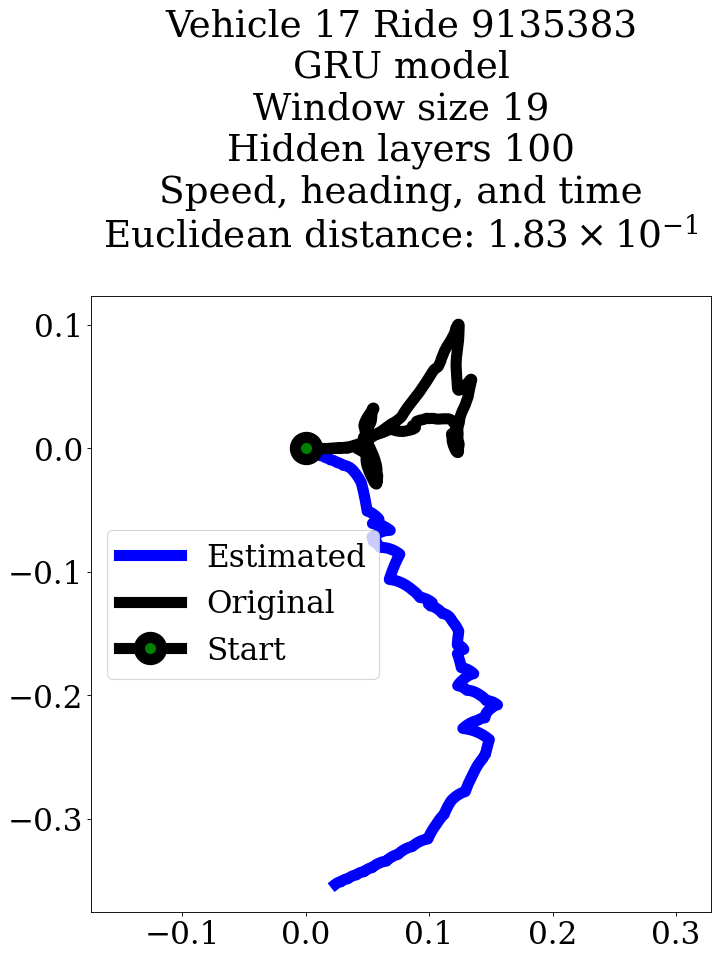 Vehicle 17 Ride 9135383
GRU model
Window size 19
Hidden layers 100
Speed, heading, and time
Euclidean distance: 1.83 × 10⁻¹
0.1
0.0
−0.1
−0.2
−0.3
Estimated
Original
Start
−0.1 0.0 0.1 0.2 0.3